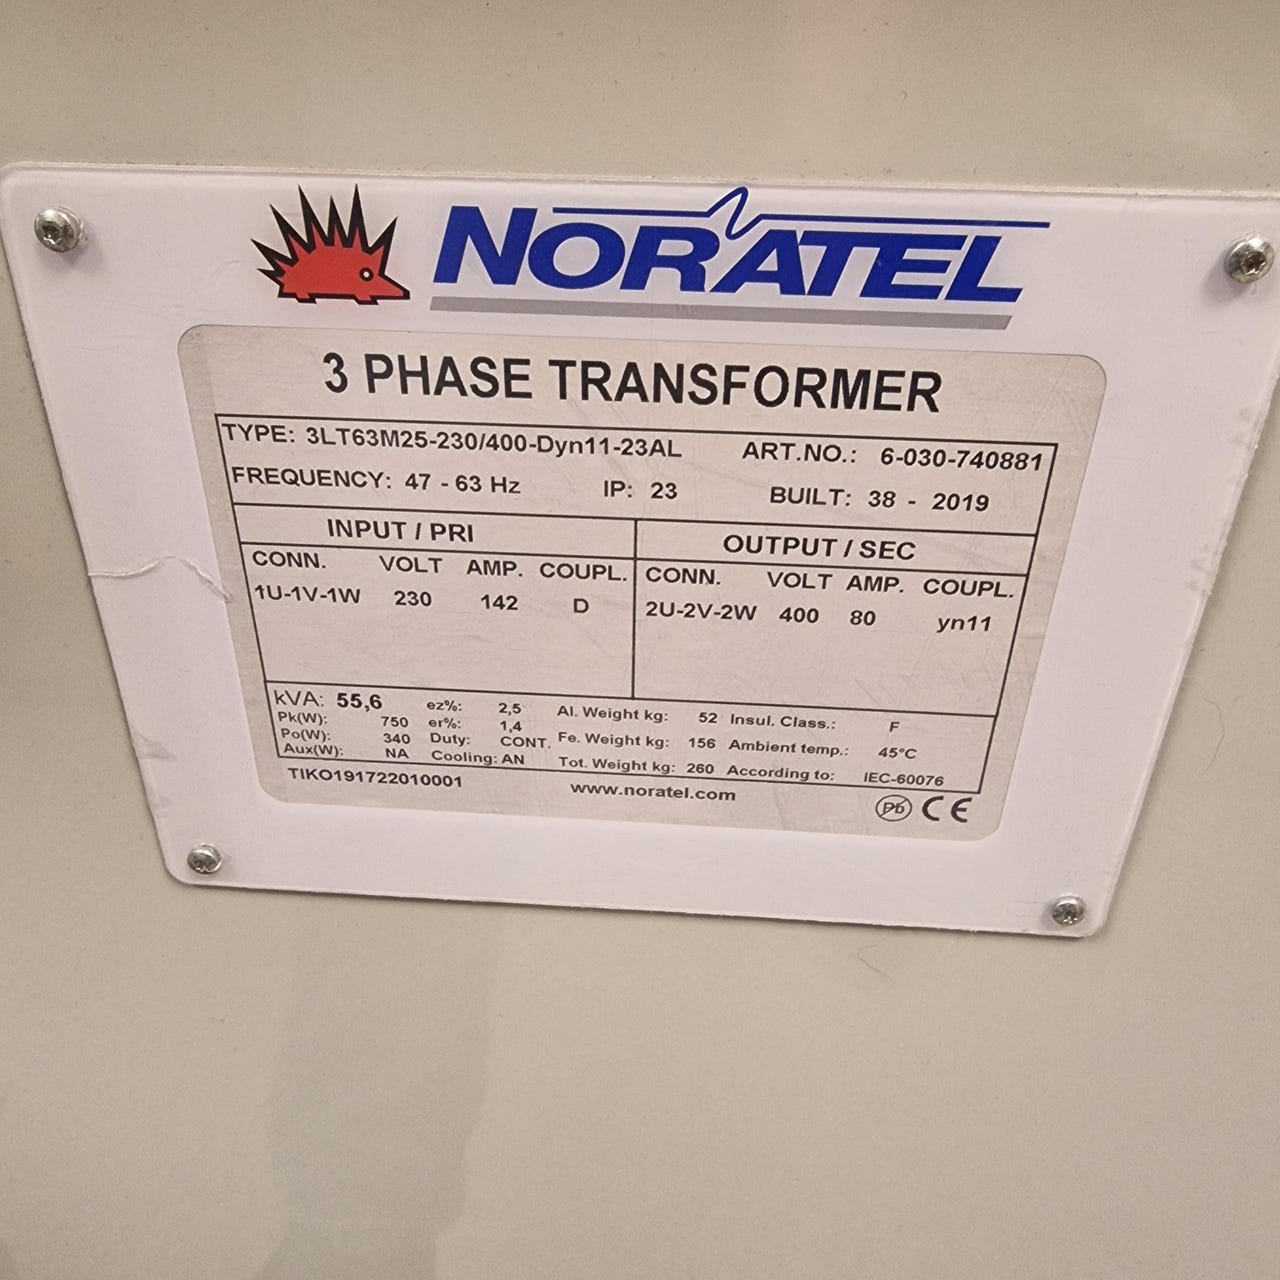 NORATEL
3 PHASE TRANSFORMER
TYPE: 3LT63M25-230/400-Dyn11-23AL ART.NO.: 6-030-740881
FREQUENCY: 47 - 63 Hz IP: 23 BUILT: 38 - 2019
INPUT / PRI OUTPUT / SEC
CONN. VOLT AMP. COUPL. CONN. VOLT AMP. COUPL.
1U-1V-1W 230 142 D 2U-2V-2W 400 80 yn11
kVA: 55,6 ez%: 2,5 Al. Weight kg: 52 Insul. Class.: F
Pk(W): 750 er%: 1,4 Fe. Weight kg: 156 Ambient temp.: 45°C
Po(W): 340 Duty: CONT. Tot. Weight kg: 260 According to: IEC-60076
Aux(W): NA Cooling: AN
TIKO191722010001 www.noratel.com Pb CE